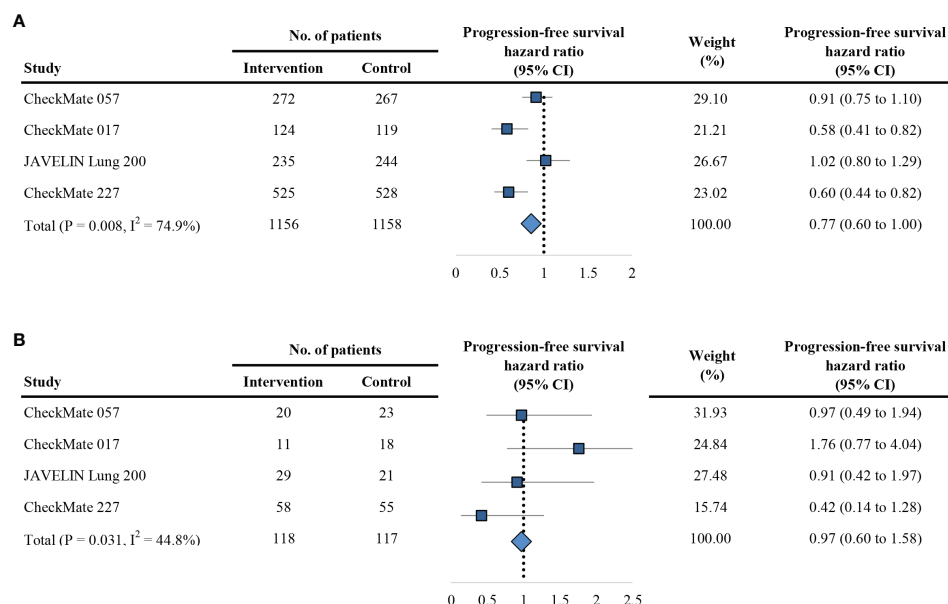 A
No. of patients
Progression-free survival
hazard ratio
(95% CI)
Weight
(%)
Progression-free survival
hazard ratio
(95% CI)
Study Intervention Control
CheckMate 057 272 267 29.10 0.91 (0.75 to 1.10)
CheckMate 017 124 119 21.21 0.58 (0.41 to 0.82)
JAVELIN Lung 200 235 244 26.67 1.02 (0.80 to 1.29)
CheckMate 227 525 528 23.02 0.60 (0.44 to 0.82)
Total (P = 0.008, I² = 74.9%) 1156 1158 100.00 0.77 (0.60 to 1.00)
0 0.5 1 1.5 2
B
No. of patients
Progression-free survival
hazard ratio
(95% CI)
Weight
(%)
Progression-free survival
hazard ratio
(95% CI)
Study Intervention Control
CheckMate 057 20 23 31.93 0.97 (0.49 to 1.94)
CheckMate 017 11 18 24.84 1.76 (0.77 to 4.04)
JAVELIN Lung 200 29 21 27.48 0.91 (0.42 to 1.97)
CheckMate 227 58 55 15.74 0.42 (0.14 to 1.28)
Total (P = 0.031, I² = 44.8%) 118 117 100.00 0.97 (0.60 to 1.58)
0 0.5 1 1.5 2 2.5